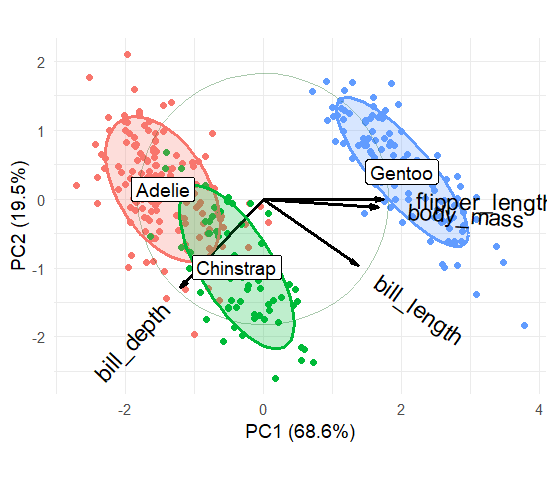 2
1
0
-1
-2
PC2 (19.5%)
Gentoo
Adelie
flipper_length
body_mass
Chinstrap
bill_length
bill_depth
-2 0 2 4
PC1 (68.6%)